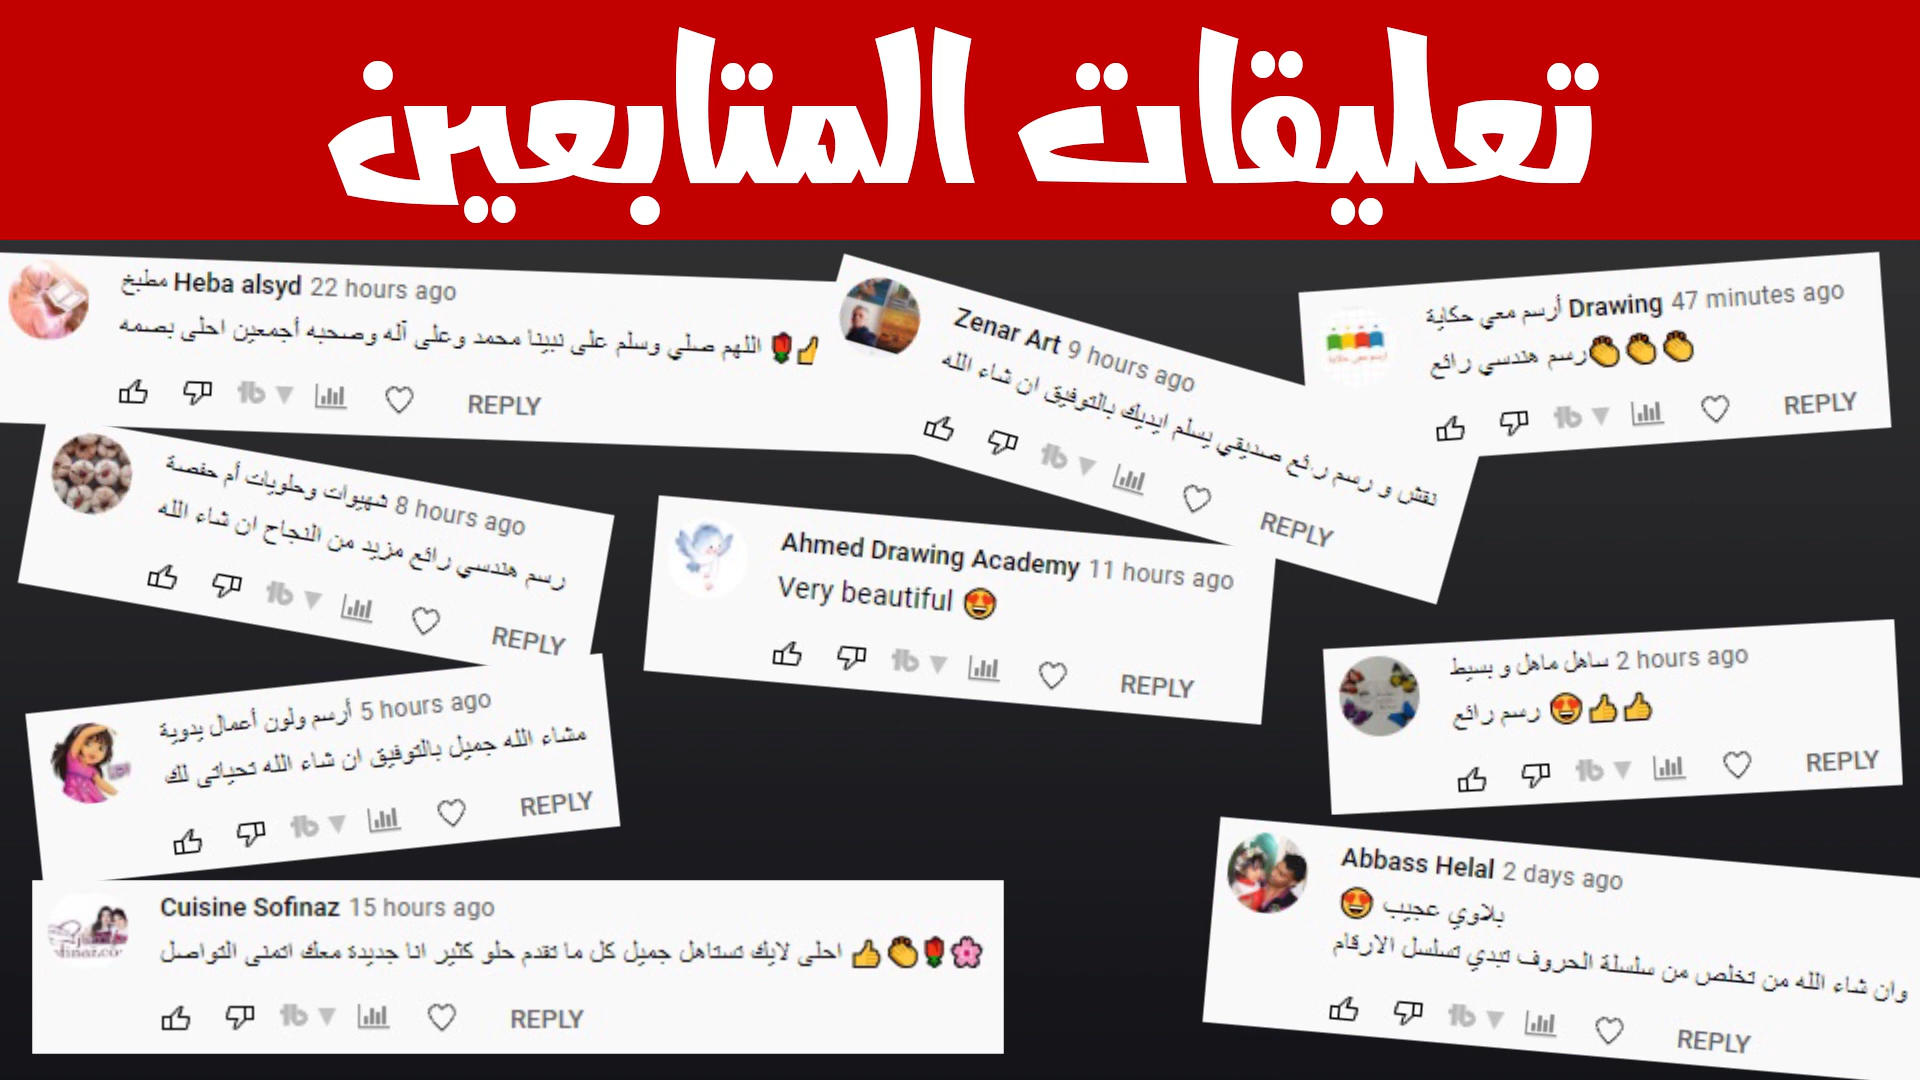 تعليقات المتابعين
مطبخ Heba alsyd 22 hours ago
اللهم صلي وسلم على نبينا محمد وعلى آله وصحبه أجمعين احلى بصمه 🌹👍
REPLY
Zenar Art 9 hours ago
نقش و رسم رائع صديقي يسلم ايديك بالتوفيق ان شاء الله
REPLY
أرسم معي حكاية Drawing 47 minutes ago
رسم هندسي رائع👏👏👏
REPLY
شهيوات وحلويات أم حفصة 8 hours ago
رسم هندسي رائع مزيد من النجاح ان شاء الله
REPLY
Ahmed Drawing Academy 11 hours ago
Very beautiful 😍
REPLY
ساهل ماهل و بسيط 2 hours ago
رسم رائع 😍👍👍
REPLY
أرسم ولون أعمال يدوية 5 hours ago
مشاء الله جميل بالتوفيق ان شاء الله تحياتى لك
REPLY
Cuisine Sofinaz 15 hours ago
احلى لايك تستاهل جميل كل ما تقدم حلو كثير انا جديدة معك اتمنى التواصل 👍👏🌹🌸
REPLY
Abbass Helal 2 days ago
بلاوي عجيب 😍
وان شاء الله من تخلص من سلسلة الحروف تبدي تسلسل الارقام
REPLY